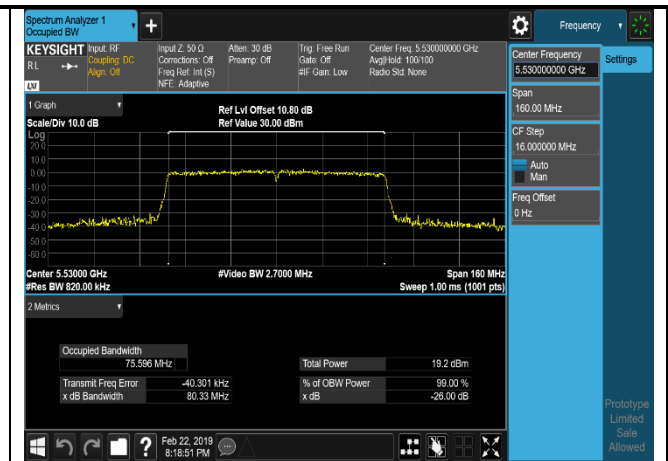 Spectrum Analyzer 1
Occupied BW
+
Frequency
KEYSIGHT Input: RF Input Z: 50 Ω Atten: 30 dB Trig: Free Run Center Freq: 5.530000000 GHz
RL Coupling: DC Corrections: Off Preamp: Off Gate: Off Avg|Hold: 100/100
Align: Off Freq Ref: Int (S) #IF Gain: Low Radio Std: None
LXI NFE: Adaptive
Center Frequency
5.530000000 GHz
Settings
Span
160.00 MHz
CF Step
16.000000 MHz
Auto
Man
Freq Offset
0 Hz
1 Graph
Ref Lvl Offset 10.80 dB
Scale/Div 10.0 dB Ref Value 30.00 dBm
Log
20.0
10.0
0.00
-10.0
-20.0
-30.0
-40.0
-50.0
-60.0
Center 5.53000 GHz #Video BW 2.7000 MHz Span 160 MHz
#Res BW 820.00 kHz Sweep 1.00 ms (1001 pts)
2 Metrics
Occupied Bandwidth
75.596 MHz Total Power 19.2 dBm
Transmit Freq Error -40.301 kHz % of OBW Power 99.00 %
x dB Bandwidth 80.33 MHz x dB -26.00 dB
Prototype
Limited
Sale
Allowed
? Feb 22, 2019
8:18:51 PM